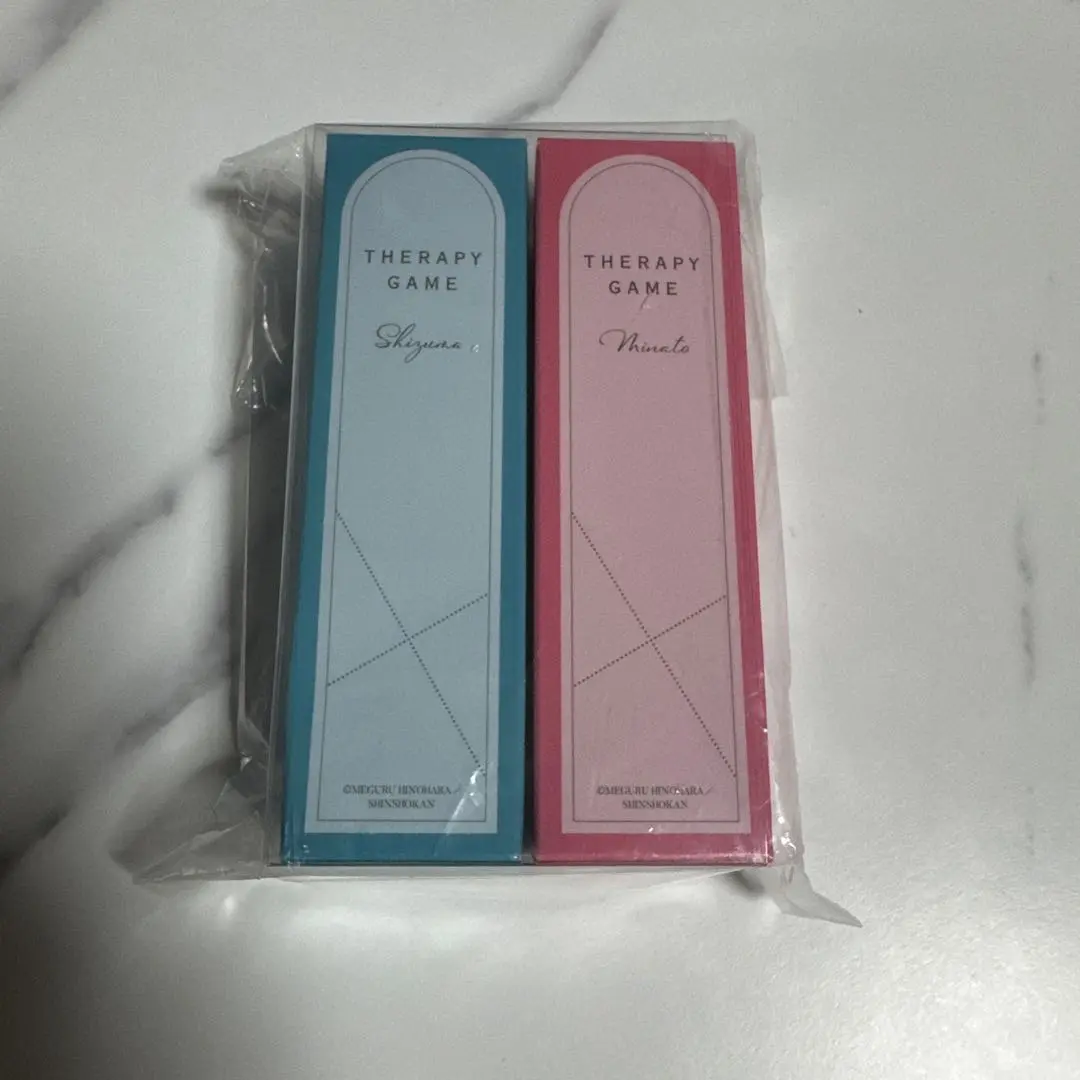 THERAPY
GAME
Shizuma
©MEGURU HINOHARA／
SHINSHOKAN
THERAPY
GAME
Minato
©MEGURU HINOHARA／
SHINSHOKAN